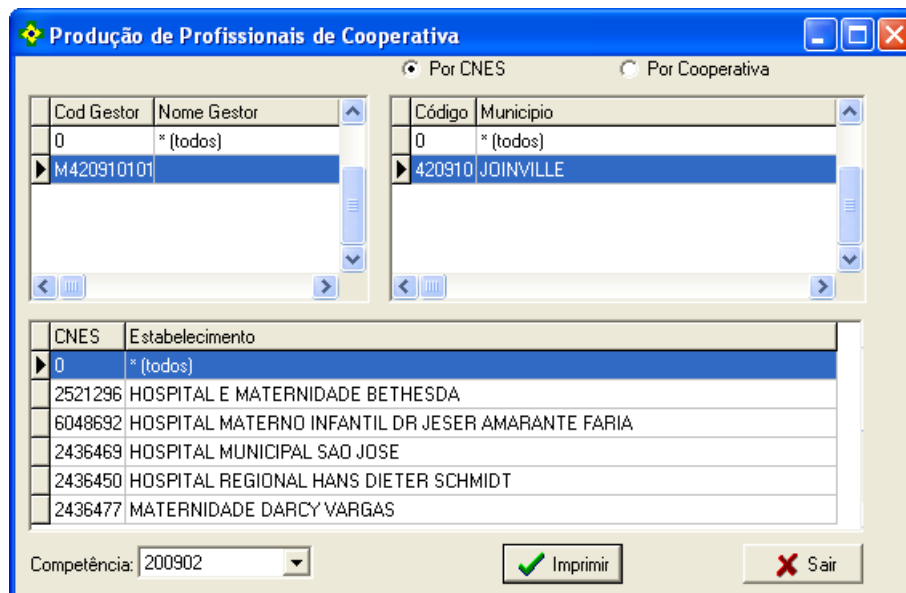 Produção de Profissionais de Cooperativa
Por CNES Por Cooperativa
Cod Gestor Nome Gestor
0 * (todos)
M420910101
Código Municipio
0 * (todos)
420910 JOINVILLE
CNES Estabelecimento
0 * (todos)
2521296 HOSPITAL E MATERNIDADE BETHESDA
6048692 HOSPITAL MATERNO INFANTIL DR JESER AMARANTE FARIA
2436469 HOSPITAL MUNICIPAL SAO JOSE
2436450 HOSPITAL REGIONAL HANS DIETER SCHMIDT
2436477 MATERNIDADE DARCY VARGAS
Competência: 200902 Imprimir Sair